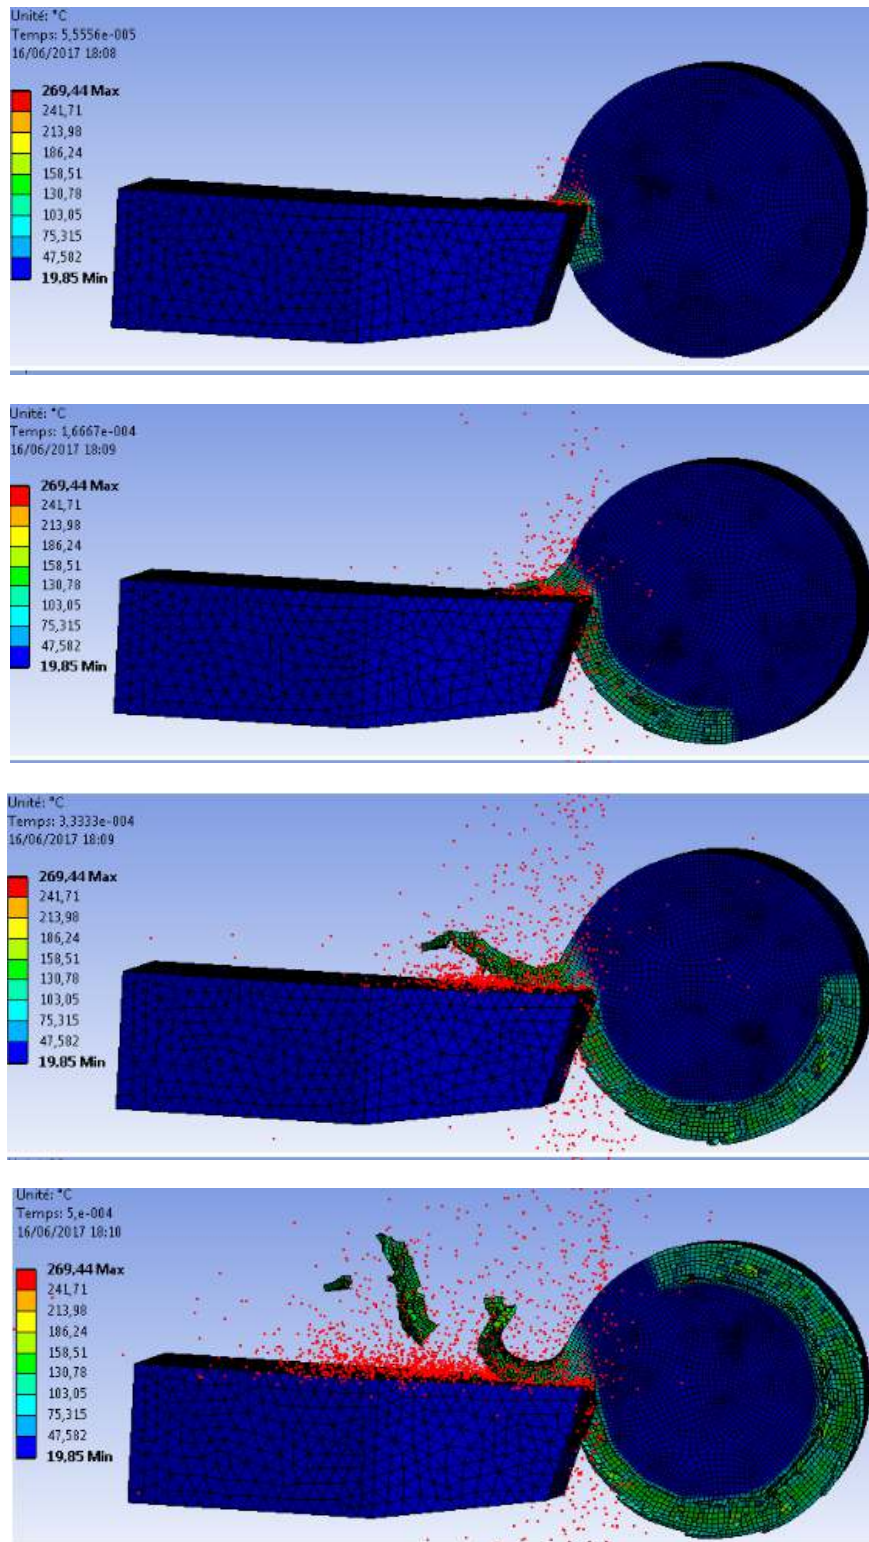 Unité: °C
Temps: 5,5556e-005
16/06/2017 18:08
269,44 Max
241,71
213,98
186,24
158,51
130,78
103,05
75,315
47,582
19,85 Min
Unité: °C
Temps: 1,6667e-004
16/06/2017 18:09
269,44 Max
241,71
213,98
186,24
158,51
130,78
103,05
75,315
47,582
19,85 Min
Unité: °C
Temps: 3,3333e-004
16/06/2017 18:09
269,44 Max
241,71
213,98
186,24
158,51
130,78
103,05
75,315
47,582
19,85 Min
Unité: °C
Temps: 5,e-004
16/06/2017 18:10
269,44 Max
241,71
213,98
186,24
158,51
130,78
103,05
75,315
47,582
19,85 Min